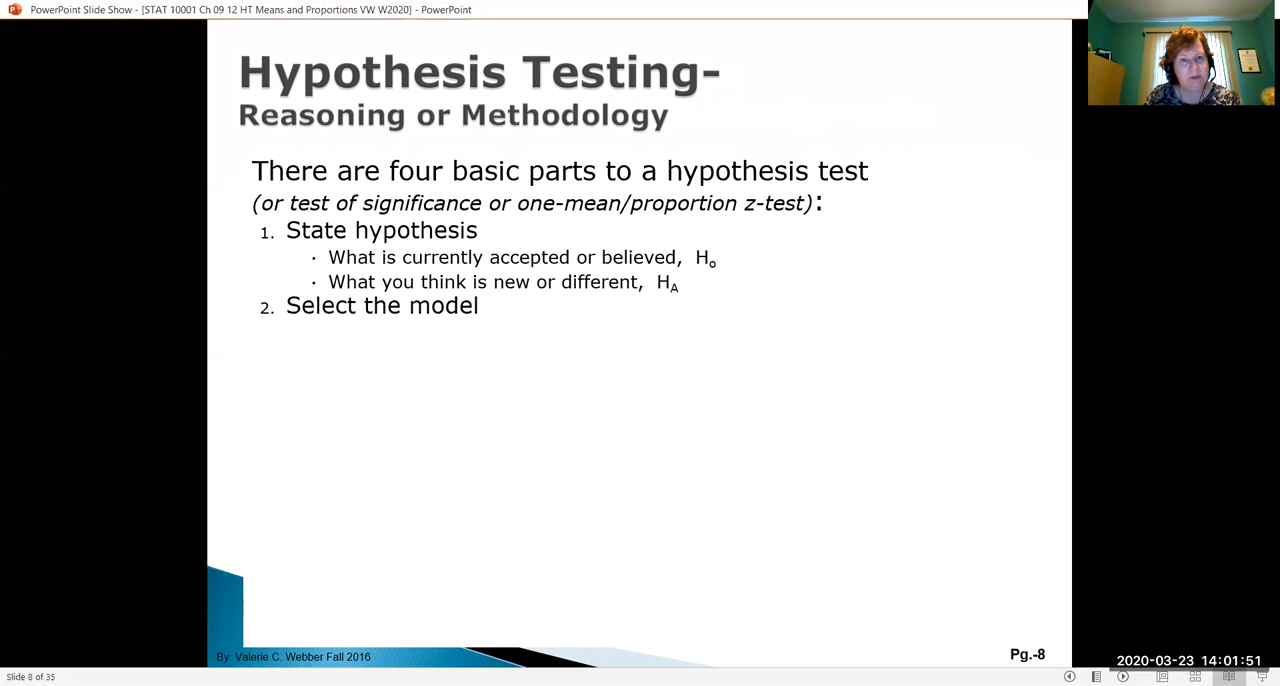 PowerPoint Slide Show - [STAT 10001 Ch 09 12 HT Means and Proportions VW W2020] - PowerPoint
Hypothesis Testing-
Reasoning or Methodology
There are four basic parts to a hypothesis test
(or test of significance or one-mean/proportion z-test):
1. State hypothesis
· What is currently accepted or believed, Ho
· What you think is new or different, HA
2. Select the model
By: Valerie C. Webber Fall 2016
Pg.-8
2020-03-23 14:01:51
Slide 8 of 35